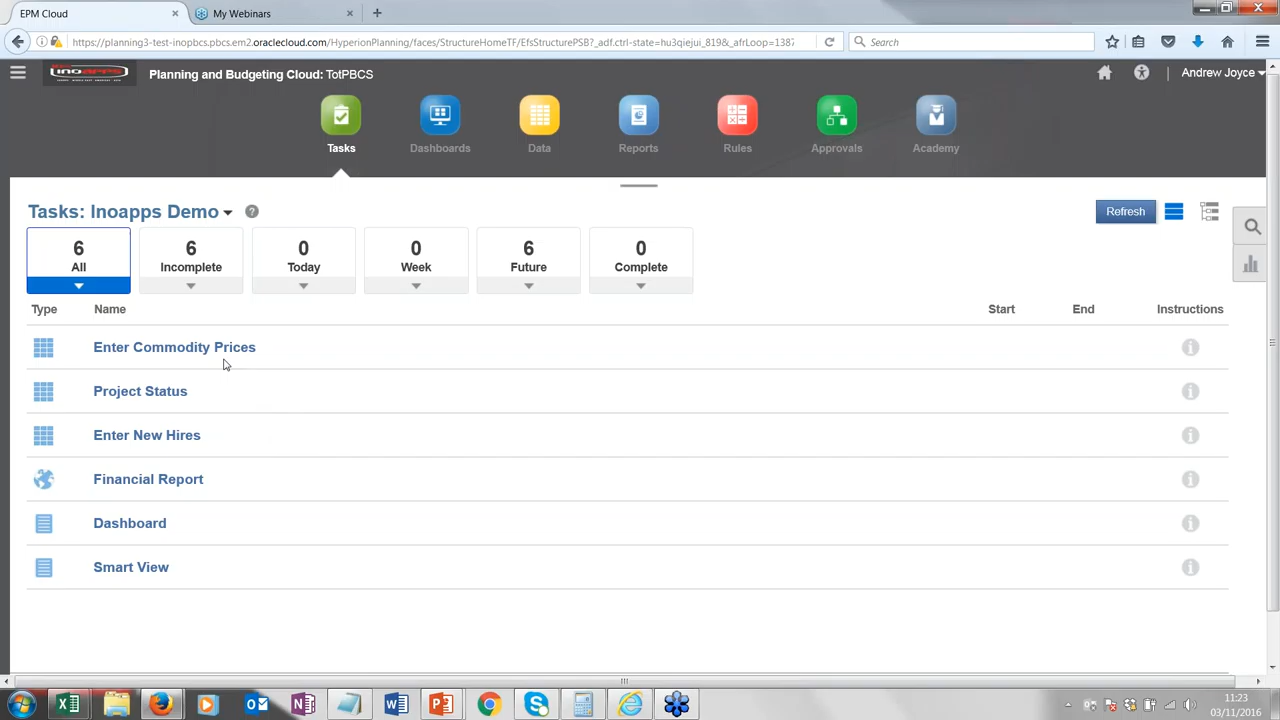 EPM Cloud
My Webinars
https://planning3-test-inopbcs.pbcs.em2.oraclecloud.com/HyperionPlanning/faces/StructureHomeTF/EfsStructurePSB?_adf.ctrl-state=hu3qiejui_819&_afrLoop=1387
Search
inoapps
Planning and Budgeting Cloud: TotPBCS
Andrew Joyce
Tasks
Dashboards
Data
Reports
Rules
Approvals
Academy
Tasks: Inoapps Demo
Refresh
6 6 0 0 6 0
All Incomplete Today Week Future Complete
Type Name Start End Instructions
Enter Commodity Prices
Project Status
Enter New Hires
Financial Report
Dashboard
Smart View
11:23
03/11/2016